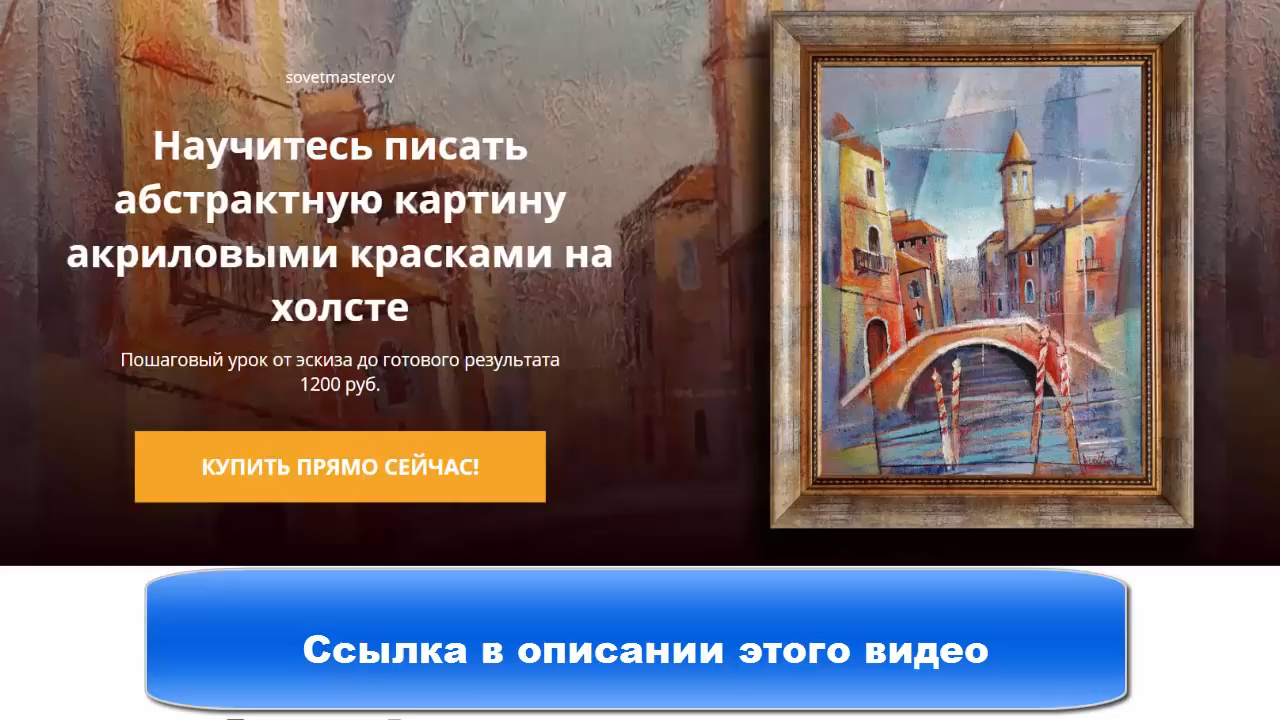 sovetmasterov
Научитесь писать
абстрактную картину
акриловыми красками на
холсте
Пошаговый урок от эскиза до готового результата
1200 руб.
КУПИТЬ ПРЯМО СЕЙЧАС!
Ссылка в описании этого видео